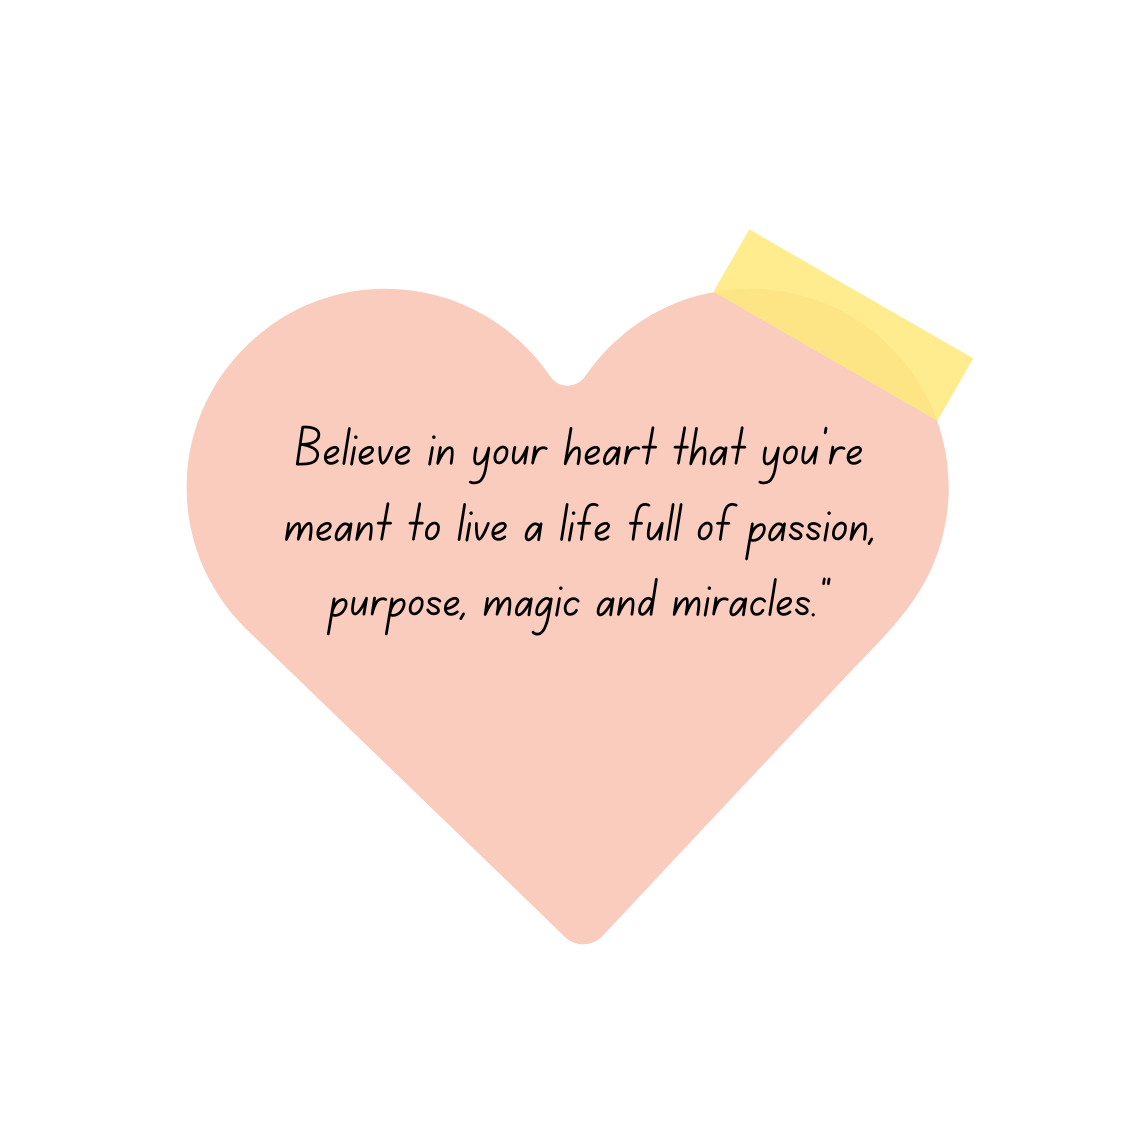 Believe in your heart that you're
meant to live a life full of passion,
purpose, magic and miracles."